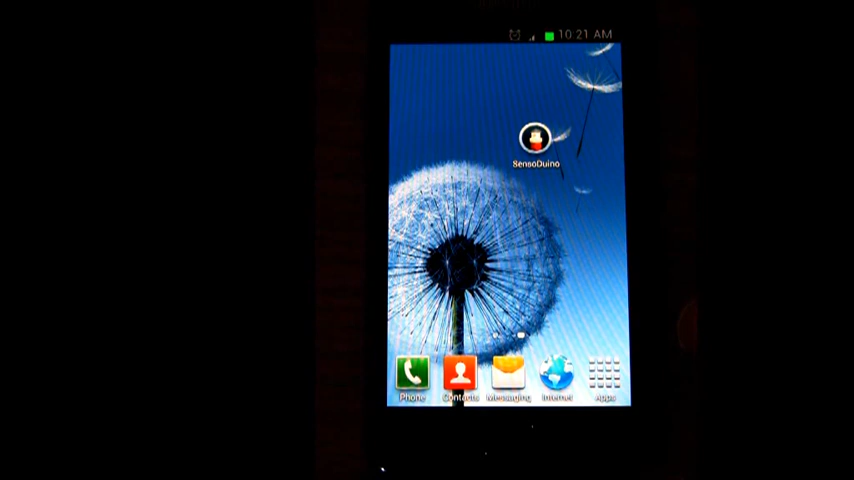 10:21 AM
SensoDuino
Phone
Contacts
Messaging
Internet
Apps